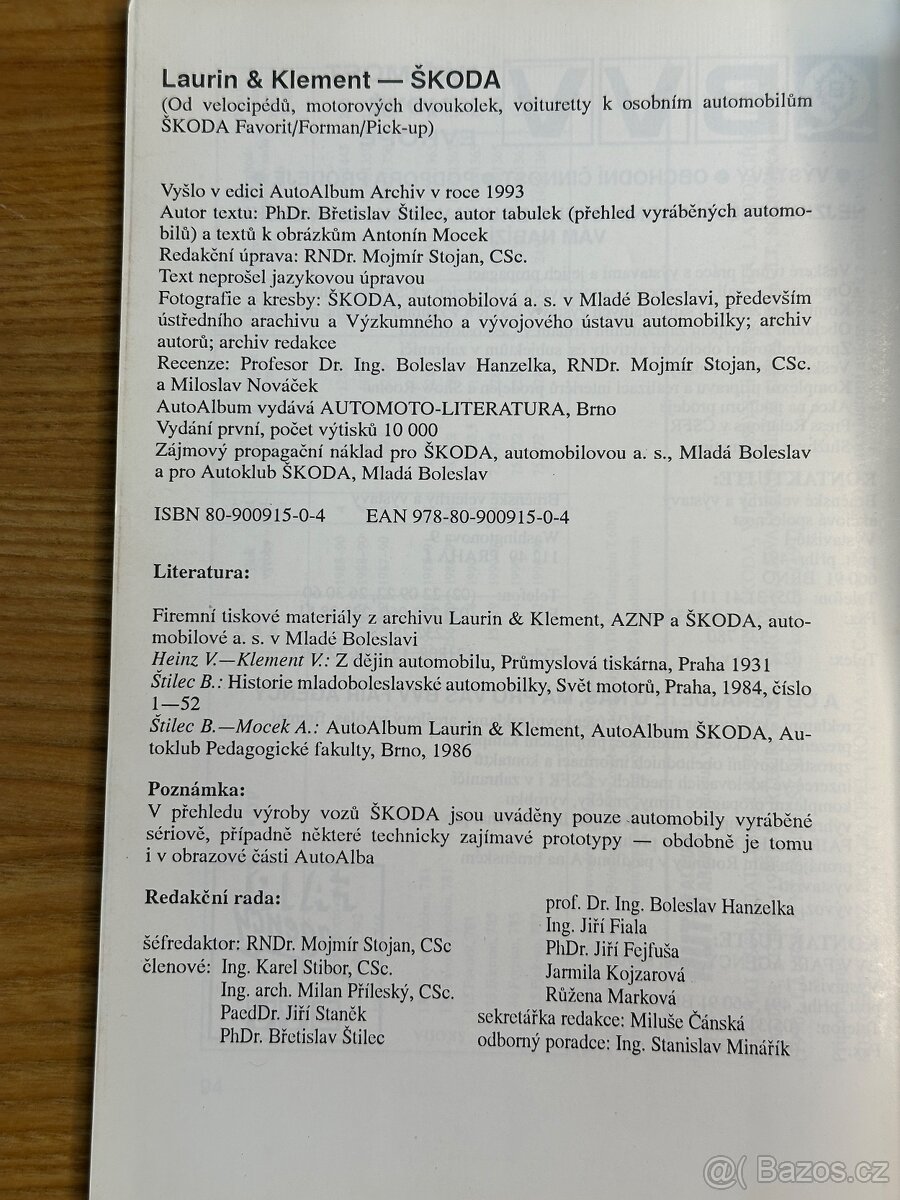 Laurin & Klement — ŠKODA
(Od velocipédů, motorových dvoukolek, voituretty k osobním automobilům
ŠKODA Favorit/Forman/Pick-up)
Vyšlo v edici AutoAlbum Archiv v roce 1993
Autor textu: PhDr. Břetislav Štilec, autor tabulek (přehled vyráběných automo-
bilů) a textů k obrázkům Antonín Mocek
Redakční úprava: RNDr. Mojmír Stojan, CSc.
Text neprošel jazykovou úpravou
Fotografie a kresby: ŠKODA, automobilová a. s. v Mladé Boleslavi, především
ústředního arachivu a Výzkumného a vývojového ústavu automobilky; archiv
autorů; archiv redakce
Recenze: Profesor Dr. Ing. Boleslav Hanzelka, RNDr. Mojmír Stojan, CSc.
a Miloslav Nováček
AutoAlbum vydává AUTOMOTO-LITERATURA, Brno
Vydání první, počet výtisků 10 000
Zájmový propagační náklad pro ŠKODA, automobilovou a. s., Mladá Boleslav
a pro Autoklub ŠKODA, Mladá Boleslav
ISBN 80-900915-0-4 EAN 978-80-900915-0-4
Literatura:
Firemní tiskové materiály z archivu Laurin & Klement, AZNP a ŠKODA, auto-
mobilové a. s. v Mladé Boleslavi
Heinz V.—Klement V.: Z dějin automobilu, Průmyslová tiskárna, Praha 1931
Štilec B.: Historie mladoboleslavské automobilky, Svět motorů, Praha, 1984, číslo
1—52
Štilec B.—Mocek A.: AutoAlbum Laurin & Klement, AutoAlbum ŠKODA, Au-
toklub Pedagogické fakulty, Brno, 1986
Poznámka:
V přehledu výroby vozů ŠKODA jsou uváděny pouze automobily vyráběné
sériově, případně některé technicky zajímavé prototypy — obdobně je tomu
i v obrazové části AutoAlba
Redakční rada:
šéfredaktor: RNDr. Mojmír Stojan, CSc
členové: Ing. Karel Stibor, CSc.
Ing. arch. Milan Příleský, CSc.
PaedDr. Jiří Staněk
PhDr. Břetislav Štilec
prof. Dr. Ing. Boleslav Hanzelka
Ing. Jiří Fiala
PhDr. Jiří Fejfuša
Jarmila Kojzarová
Růžena Marková
sekretářka redakce: Miluše Čánská
odborný poradce: Ing. Stanislav Minářík
@( Bazos.cz